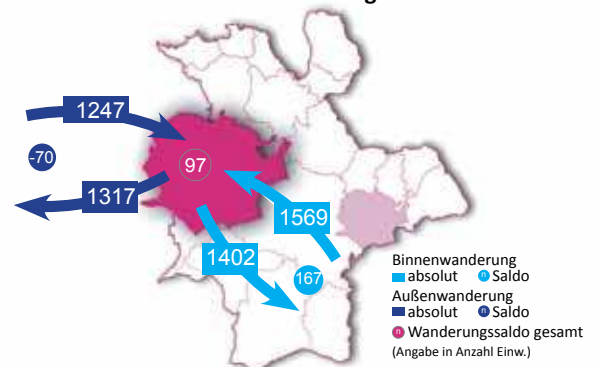 1247
-70
97
1317
1569
1402
167
Binnenwanderung
absolut n Saldo
Außenwanderung
absolut n Saldo
n Wanderungssaldo gesamt
(Angabe in Anzahl Einw.)